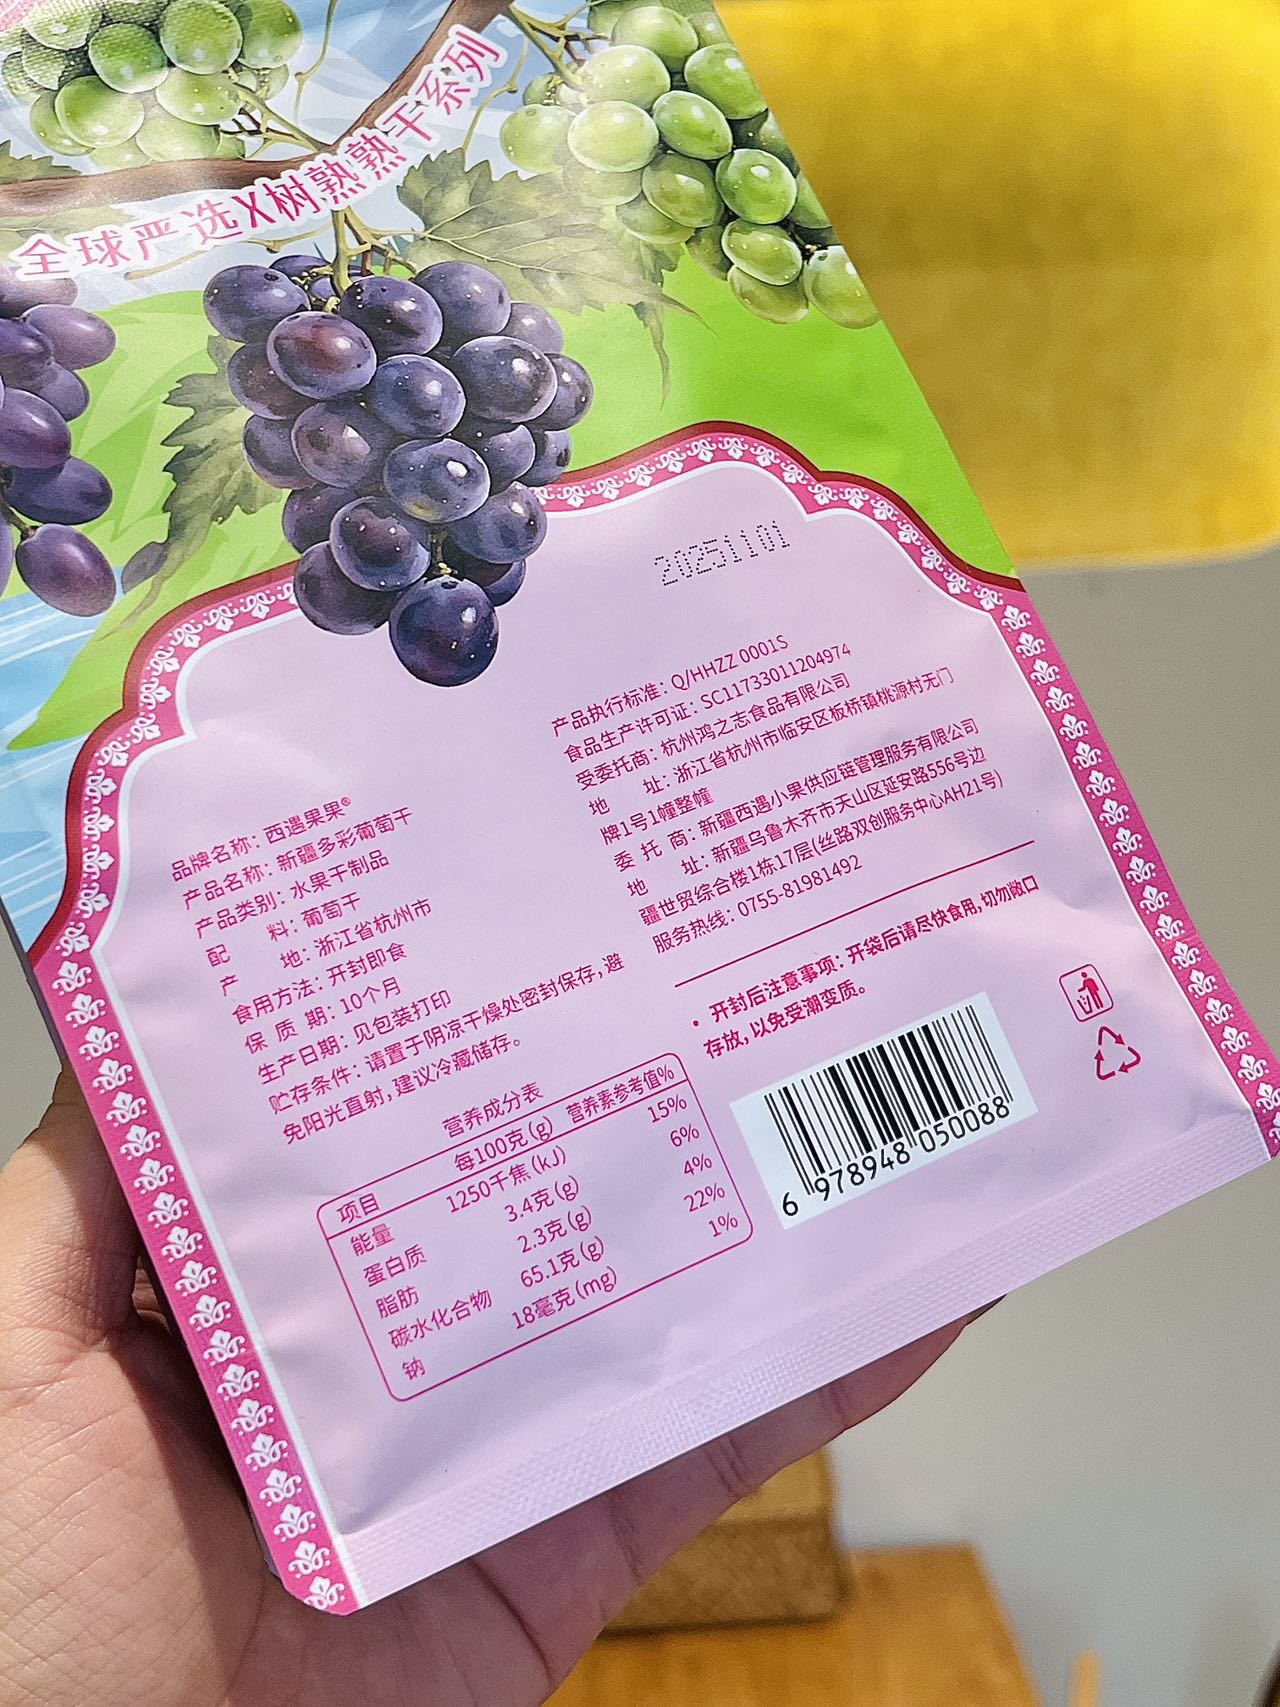 全球严选X树熟熟干系列
20251101
产品执行标准: Q/HHZZ 0001S
食品生产许可证: SC11733011204974
受委托商: 杭州鸿之志食品有限公司
地 址: 浙江省杭州市临安区板桥镇桃源村无门
牌1号1幢整幢
委 托 商: 新疆西遇小果供应链管理服务有限公司
地 址: 新疆乌鲁木齐市天山区延安路556号边
疆世贸综合楼1栋17层(丝路双创服务中心AH21号)
服务热线: 0755-81981492
• 开封后注意事项: 开袋后请尽快食用, 切勿敞口
存放, 以免受潮变质。
品牌名称: 西遇果果®
产品名称: 新疆多彩葡萄干
产品类别: 水果干制品
配 料: 葡萄干
产 地: 浙江省杭州市
食用方法: 开封即食
保 质 期: 10个月
生产日期: 见包装打印
贮存条件: 请置于阴凉干燥处密封保存, 避
免阳光直射, 建议冷藏储存。
营养成分表
项目 每100克(g) 营养素参考值%
能量 1250千焦(kJ) 15%
蛋白质 3.4克(g) 6%
脂肪 2.3克(g) 4%
碳水化合物 65.1克(g) 22%
钠 18毫克(mg) 1%
6 978948 050088